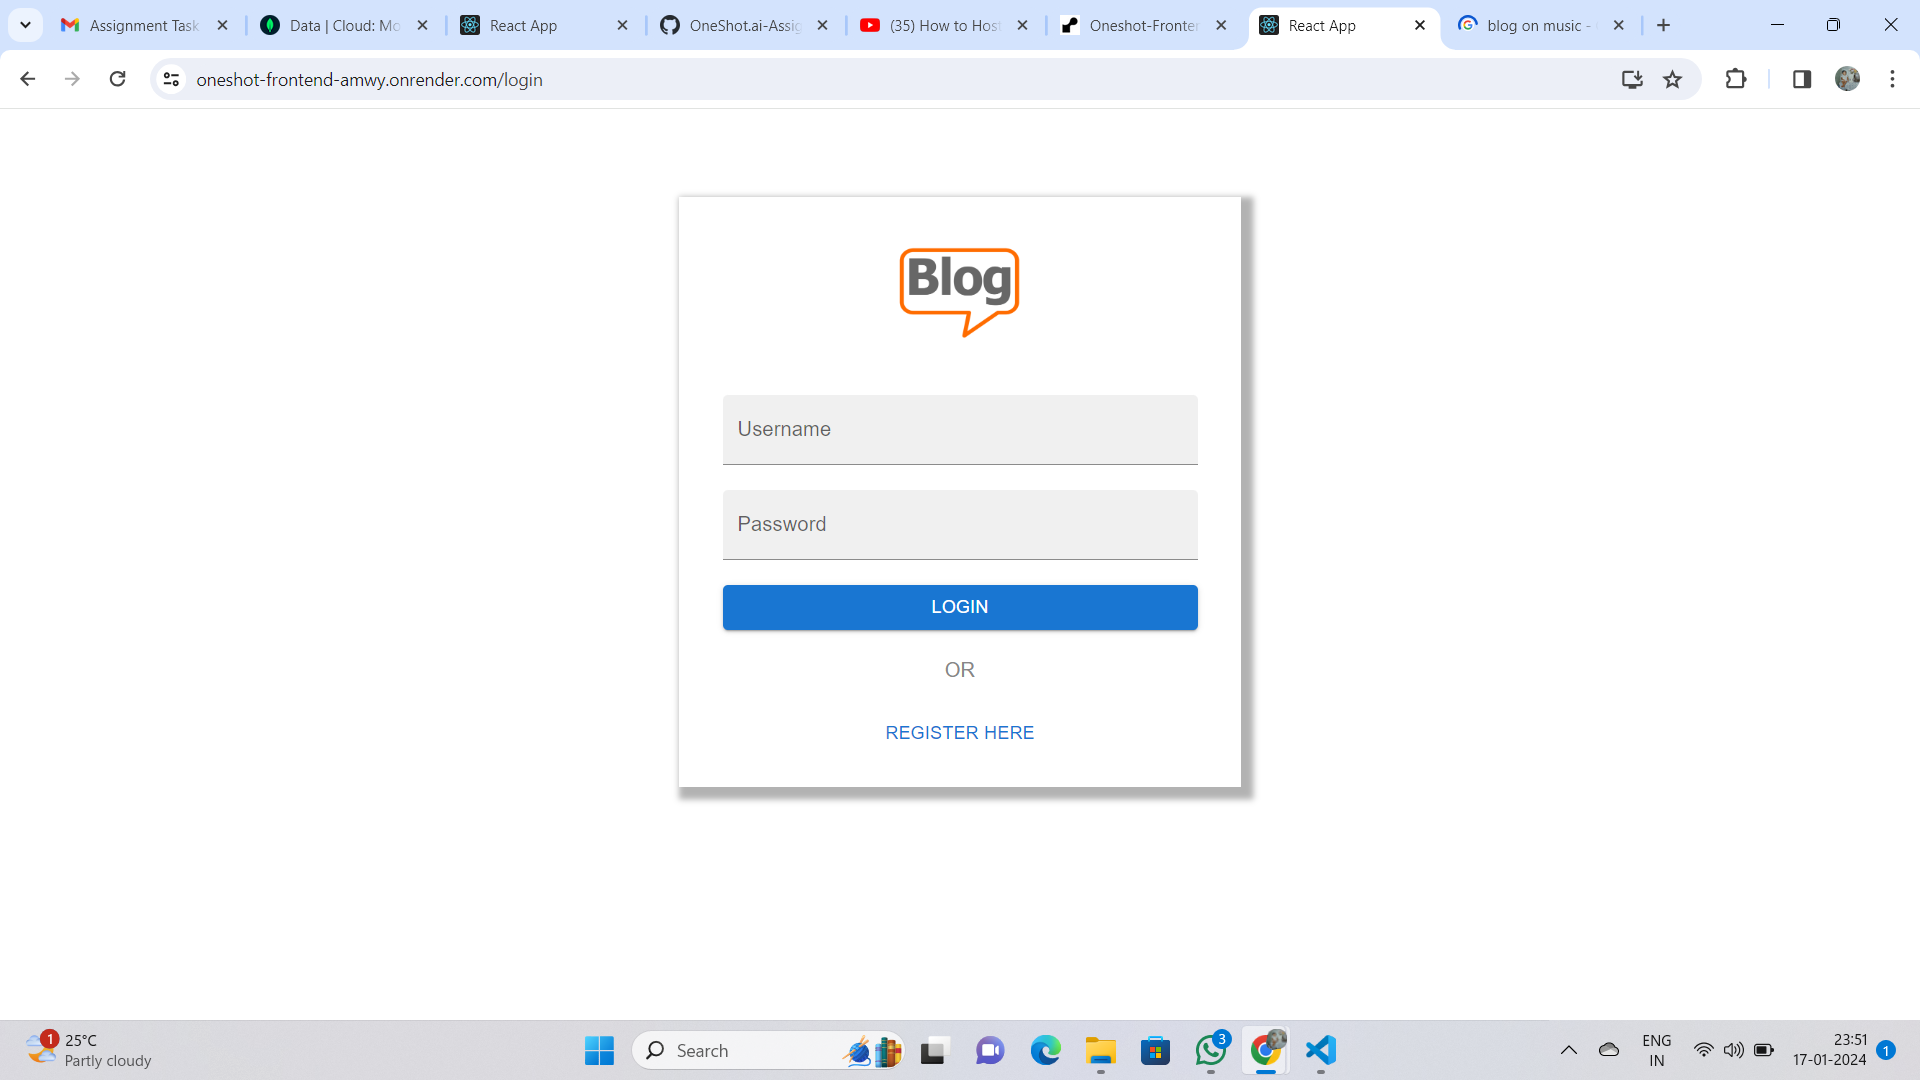 Assignment Task
Data | Cloud: Mo
React App
OneShot.ai-Assig
(35) How to Host
Oneshot-Fronter
React App
blog on music -
oneshot-frontend-amwy.onrender.com/login
Blog
Username
Password
LOGIN
OR
REGISTER HERE
1
25°C
Partly cloudy
Search
3
ENG
IN
23:51
17-01-2024
1